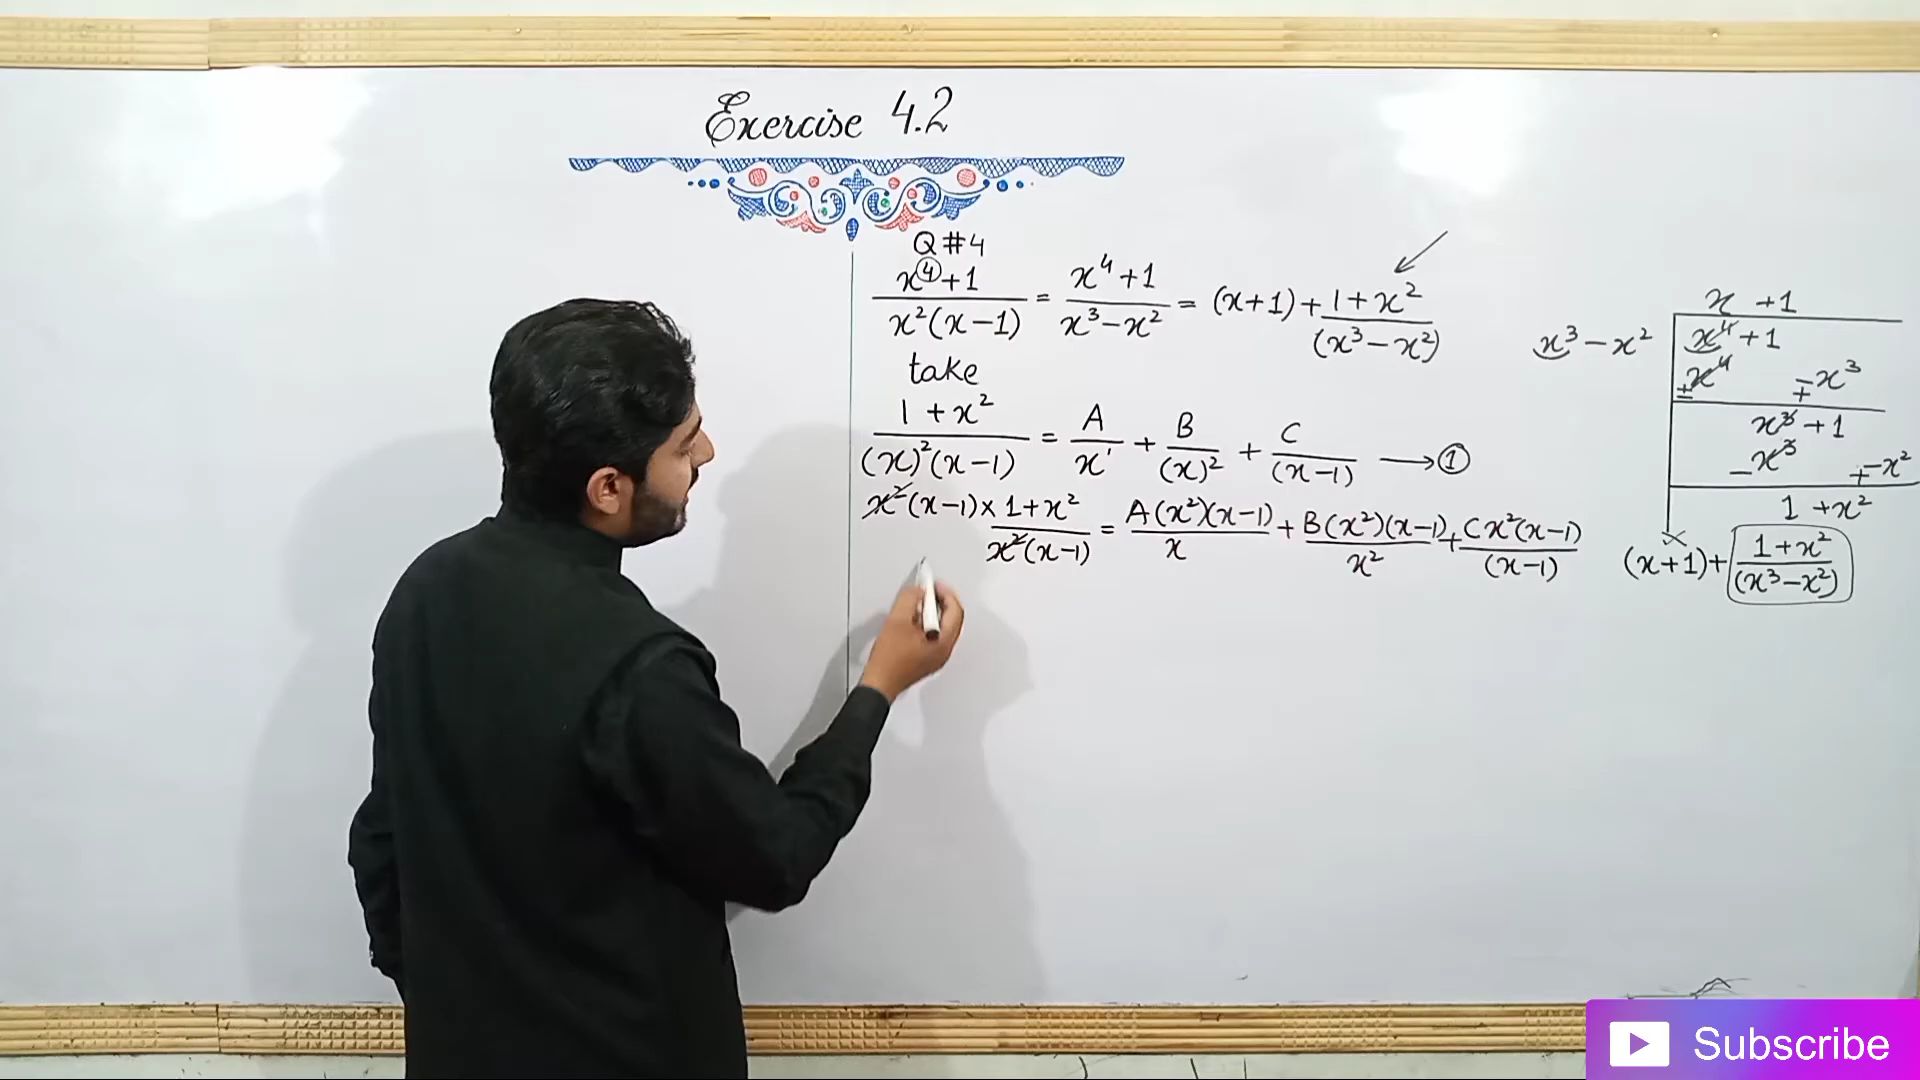 Exercise 4.2
Q #4
x⁴+1 / x²(x−1) = x⁴+1 / x³−x² = (x+1) + 1+x² / (x³−x²)
take
1+x² / (x)²(x−1) = A / x¹ + B / (x)² + C / (x−1) → ①
x²(x−1) × 1+x² / x²(x−1) = A(x²)(x−1) / x + B(x²)(x−1) / x² + Cx²(x−1) / (x−1)
x +1
x³−x² x⁴+1
±x⁴ ∓−x³
x³+1
−x³ +−x²
1+x²
(x+1)+ 1+x² / (x³−x²)
Subscribe